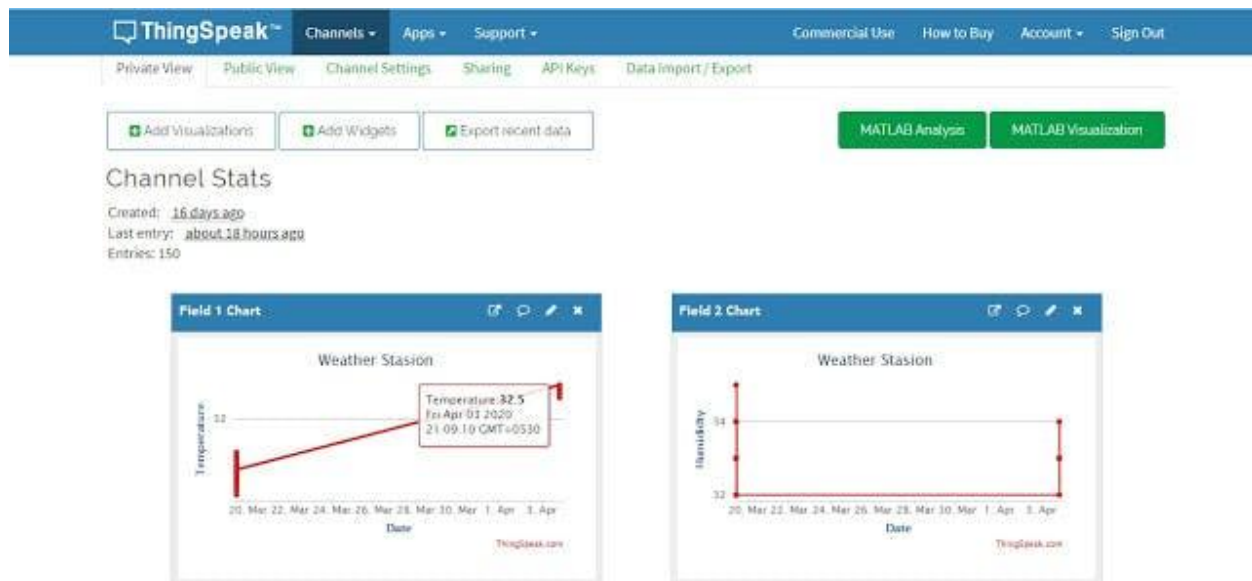 ThingSpeak™ Channels Apps Support Commercial Use How to Buy Account Sign Out
Private View Public View Channel Settings Sharing API Keys Data Import / Export
Add Visualizations Add Widgets Export recent data MATLAB Analysis MATLAB Visualization
Channel Stats
Created: 16 days ago
Last entry: about 18 hours ago
Entries: 150
Field 1 Chart
Weather Stasion
Temperature
32
Temperature:32.5
Fri Apr 03 2020
21:09:10 GMT+0530
20. Mar 22. Mar 24. Mar 26. Mar 28. Mar 30. Mar 1. Apr 3. Apr
Date
ThingSpeak.com
Field 2 Chart
Weather Stasion
Humidity
34
32
20. Mar 22. Mar 24. Mar 26. Mar 28. Mar 30. Mar 1. Apr 3. Apr
Date
ThingSpeak.com